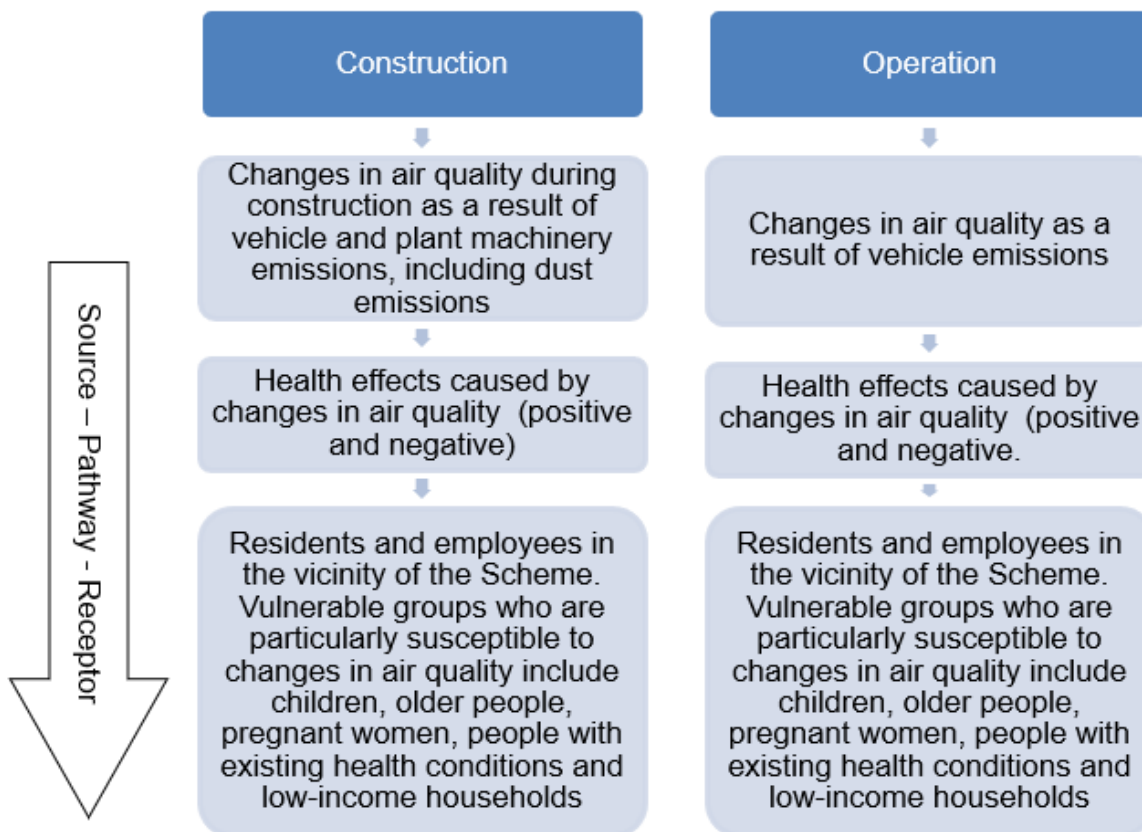 Construction
Changes in air quality during
construction as a result of
vehicle and plant machinery
emissions, including dust
emissions
Health effects caused by
changes in air quality  (positive
and negative)
Residents and employees in
the vicinity of the Scheme.
Vulnerable groups who are
particularly susceptible to
changes in air quality include
children, older people,
pregnant women, people with
existing health conditions and
low-income households
Operation
Changes in air quality as a
result of vehicle emissions
Health effects caused by
changes in air quality  (positive
and negative.
Residents and employees in
the vicinity of the Scheme.
Vulnerable groups who are
particularly susceptible to
changes in air quality include
children, older people,
pregnant women, people with
existing health conditions and
low-income households
Source – Pathway - Receptor